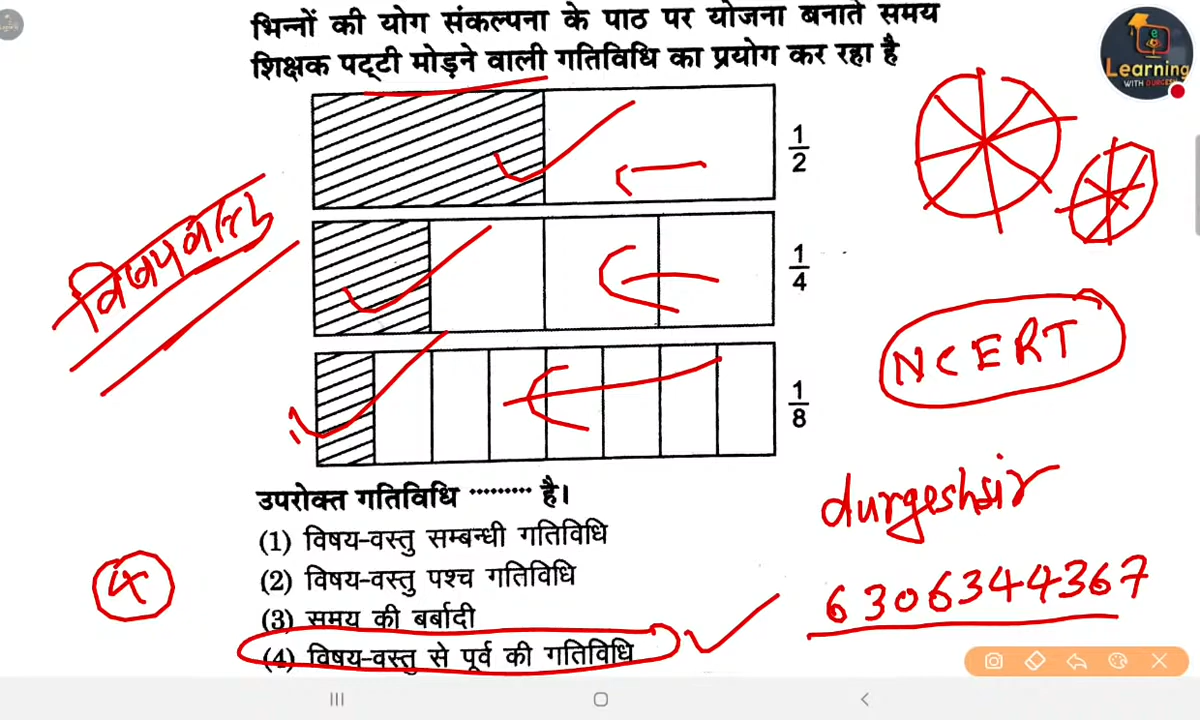 भिन्नों की योग संकल्पना के पाठ पर योजना बनाते समय
शिक्षक पट्टी मोड़ने वाली गतिविधि का प्रयोग कर रहा है
e
Learning
WITH DURGESH
1/2
1/4
1/8
विषयवस्तु
NCERT
durgeshsir
6306344367
उपरोक्त गतिविधि ········· है।
(1) विषय-वस्तु सम्बन्धी गतिविधि
(2) विषय-वस्तु पश्च गतिविधि
(3) समय की बर्बादी
(4) विषय-वस्तु से पूर्व की गतिविधि
4